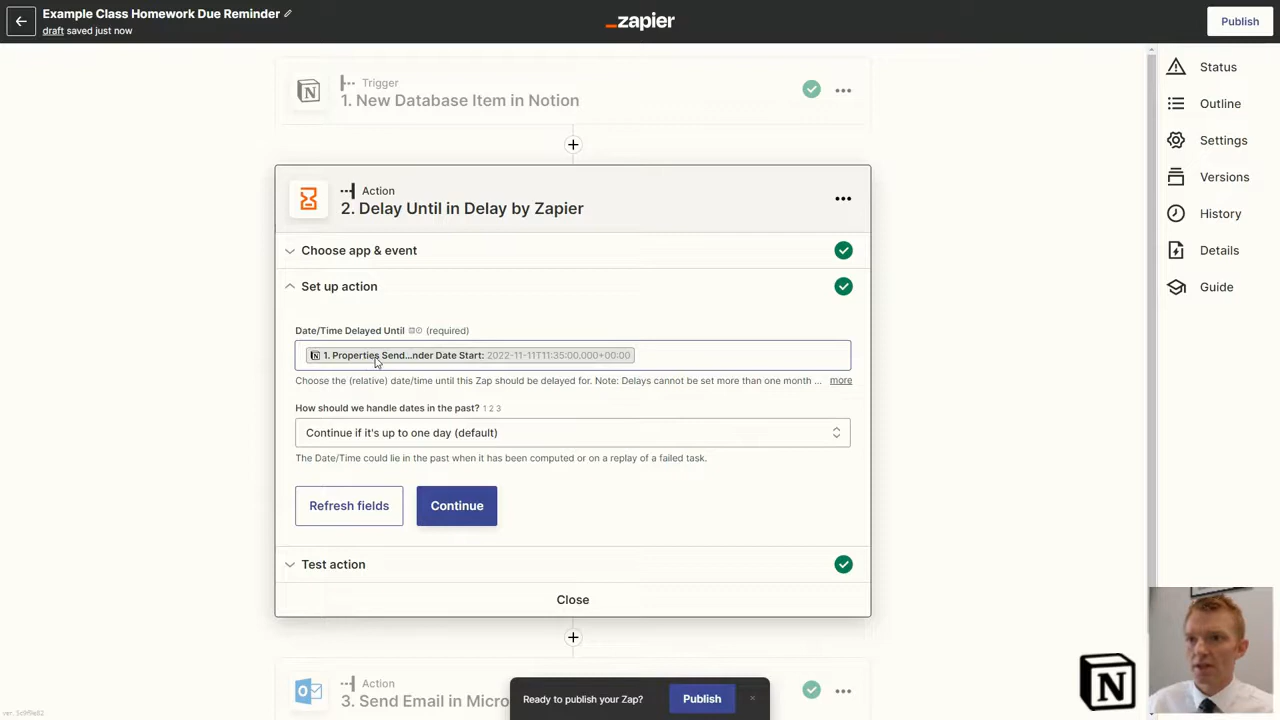 Example Class Homework Due Reminder
draft saved just now
_zapier
Publish
Trigger
1. New Database Item in Notion
Status
Outline
Settings
Versions
History
Details
Guide
Action
2. Delay Until in Delay by Zapier
Choose app & event
Set up action
Date/Time Delayed Until (required)
1. Properties Send...nder Date Start: 2022-11-11T11:35:00.000+00:00
Choose the (relative) date/time until this Zap should be delayed for. Note: Delays cannot be set more than one month ... more
How should we handle dates in the past? 1 2 3
Continue if it's up to one day (default)
The Date/Time could lie in the past when it has been computed or on a replay of a failed task.
Refresh fields
Continue
Test action
Close
Action
3. Send Email in Micro
Ready to publish your Zap?
Publish
N